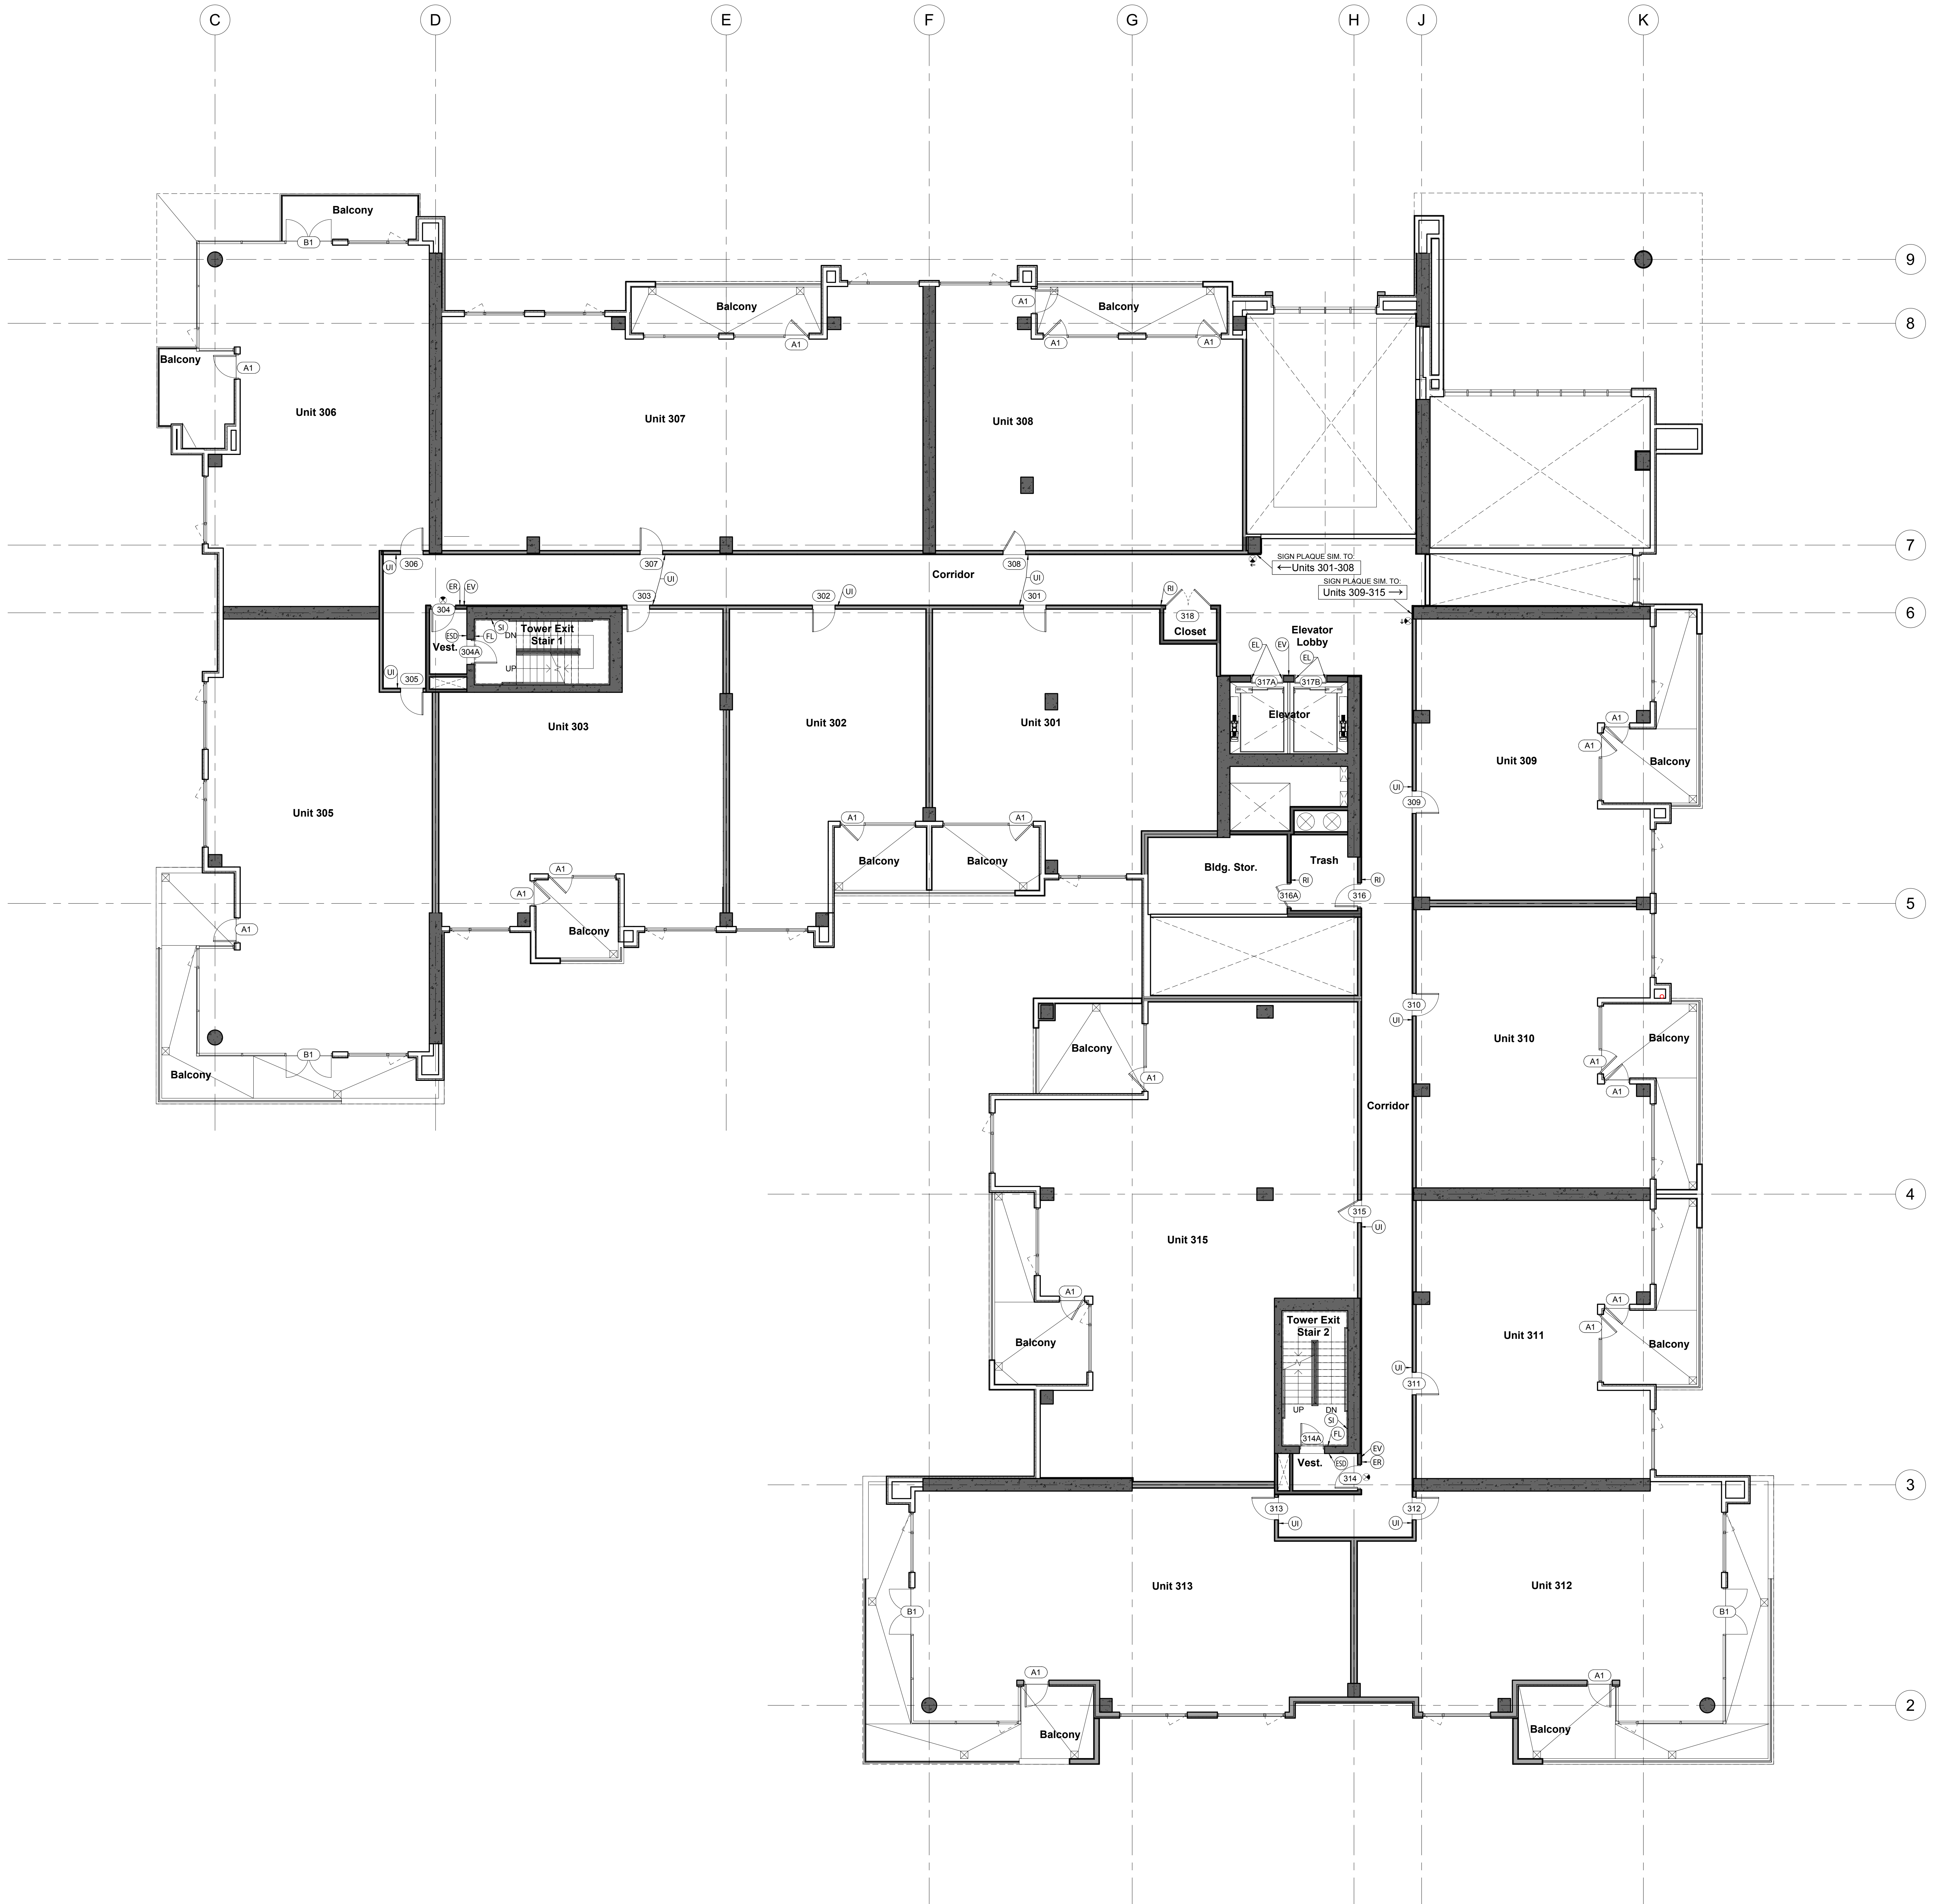 C
D
E
F
G
H
J
K
9
8
7
6
5
4
3
2
Balcony
B1
Balcony
A1
Unit 306
Balcony
A1
Unit 307
A1
Balcony
A1
A1
Unit 308
306
UI
307
UI
308
UI
Corridor
SIGN PLAQUE SIM. TO:
←Units 301-308
SIGN PLAQUE SIM. TO:
Units 309-315 →
ER
EV
304
303
302
UI
301
RI
318
Closet
SI
ESD
FL
DN
Tower Exit
Stair 1
Vest.
304A
UP
UI
305
Elevator
Lobby
EL
EV
EL
317A
317B
Elevator
Unit 303
Unit 302
Unit 301
Unit 305
A1
Unit 309
A1
Balcony
UI
309
A1
A1
Balcony
Balcony
Bldg. Stor.
Trash
RI
RI
316A
316
A1
A1
Balcony
A1
B1
Balcony
310
UI
Unit 310
Balcony
A1
A1
Balcony
A1
Corridor
315
UI
Unit 315
A1
Balcony
Tower Exit
Stair 2
UP
DN
SI
FL
314A
EV
ER
ESD
Vest.
314
A1
A1
Unit 311
Balcony
UI
311
313
UI
312
UI
Unit 313
Unit 312
B1
B1
A1
Balcony
A1
Balcony